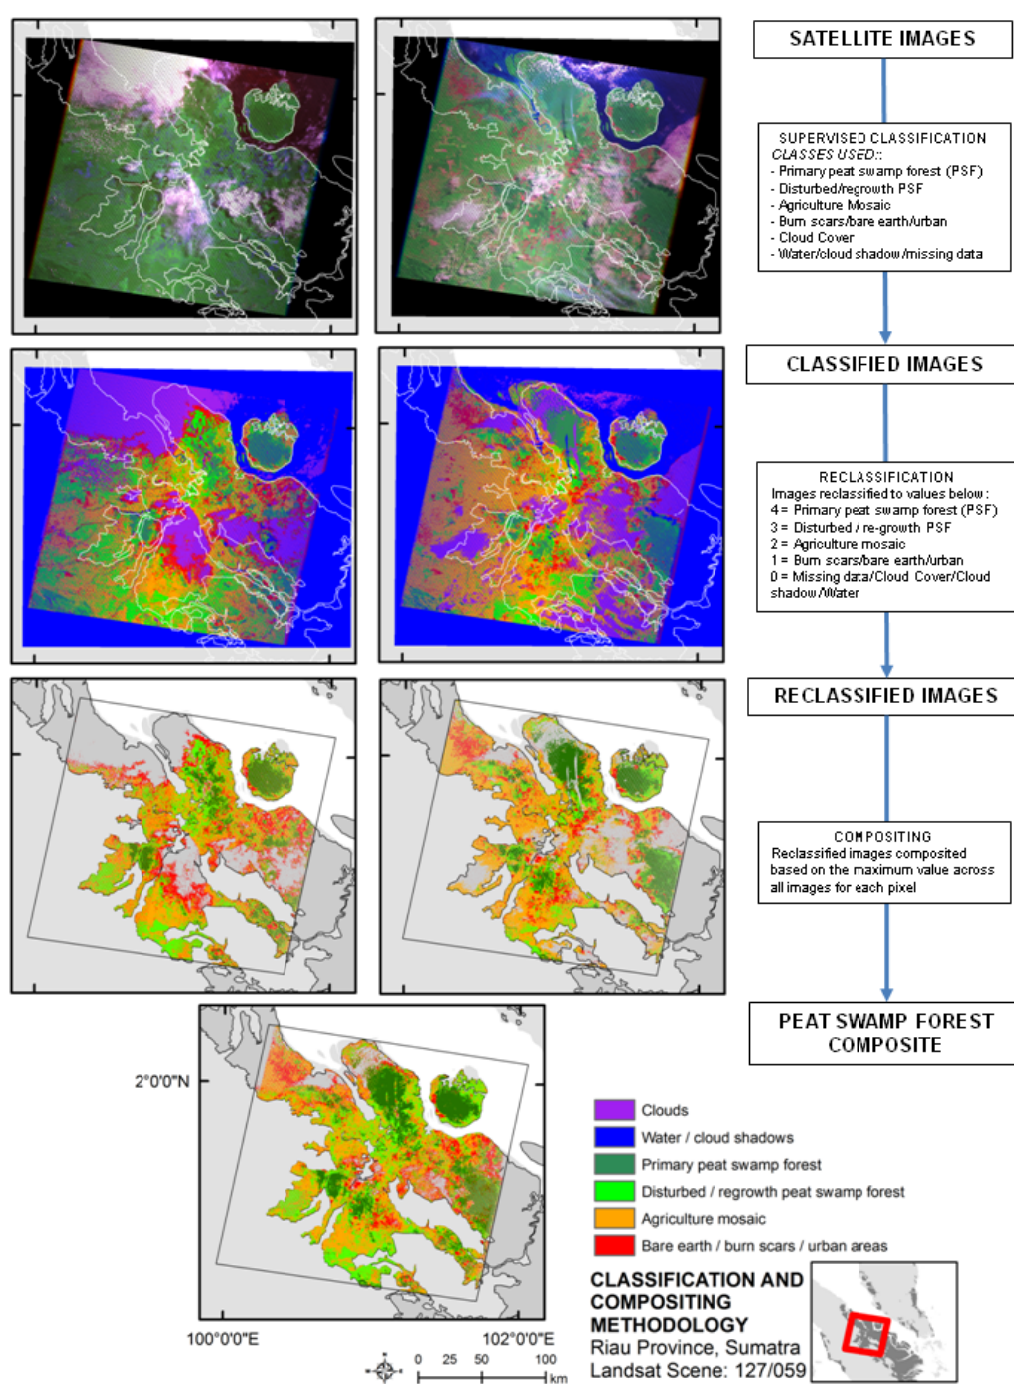 SATELLITE IMAGES
SUPERVISED CLASSIFICATION
CLASSES USED::
- Primary peat swamp forest (PSF)
- Disturbed/regrowth PSF
- Agriculture Mosaic
- Burn scars/bare earth/urban
- Cloud Cover
- Water/cloud shadow/missing data
CLASSIFIED IMAGES
RECLASSIFICATION
Images reclassified to values below :
4 = Primary peat swamp forest (PSF)
3 = Disturbed / re-growth PSF
2 = Agriculture mosaic
1 = Burn scars/bare earth/urban
0 = Missing data/Cloud Cover/Cloud
shadow/Water
RECLASSIFIED IMAGES
COMPOSITING
Reclassified images composited
based on the maximum value across
all images for each pixel
PEAT SWAMP FOREST
COMPOSITE
2°0'0"N
100°0'0"E
102°0'0"E
0 25 50 100
km
Clouds
Water / cloud shadows
Primary peat swamp forest
Disturbed / regrowth peat swamp forest
Agriculture mosaic
Bare earth / burn scars / urban areas
CLASSIFICATION AND
COMPOSITING
METHODOLOGY
Riau Province, Sumatra
Landsat Scene: 127/059